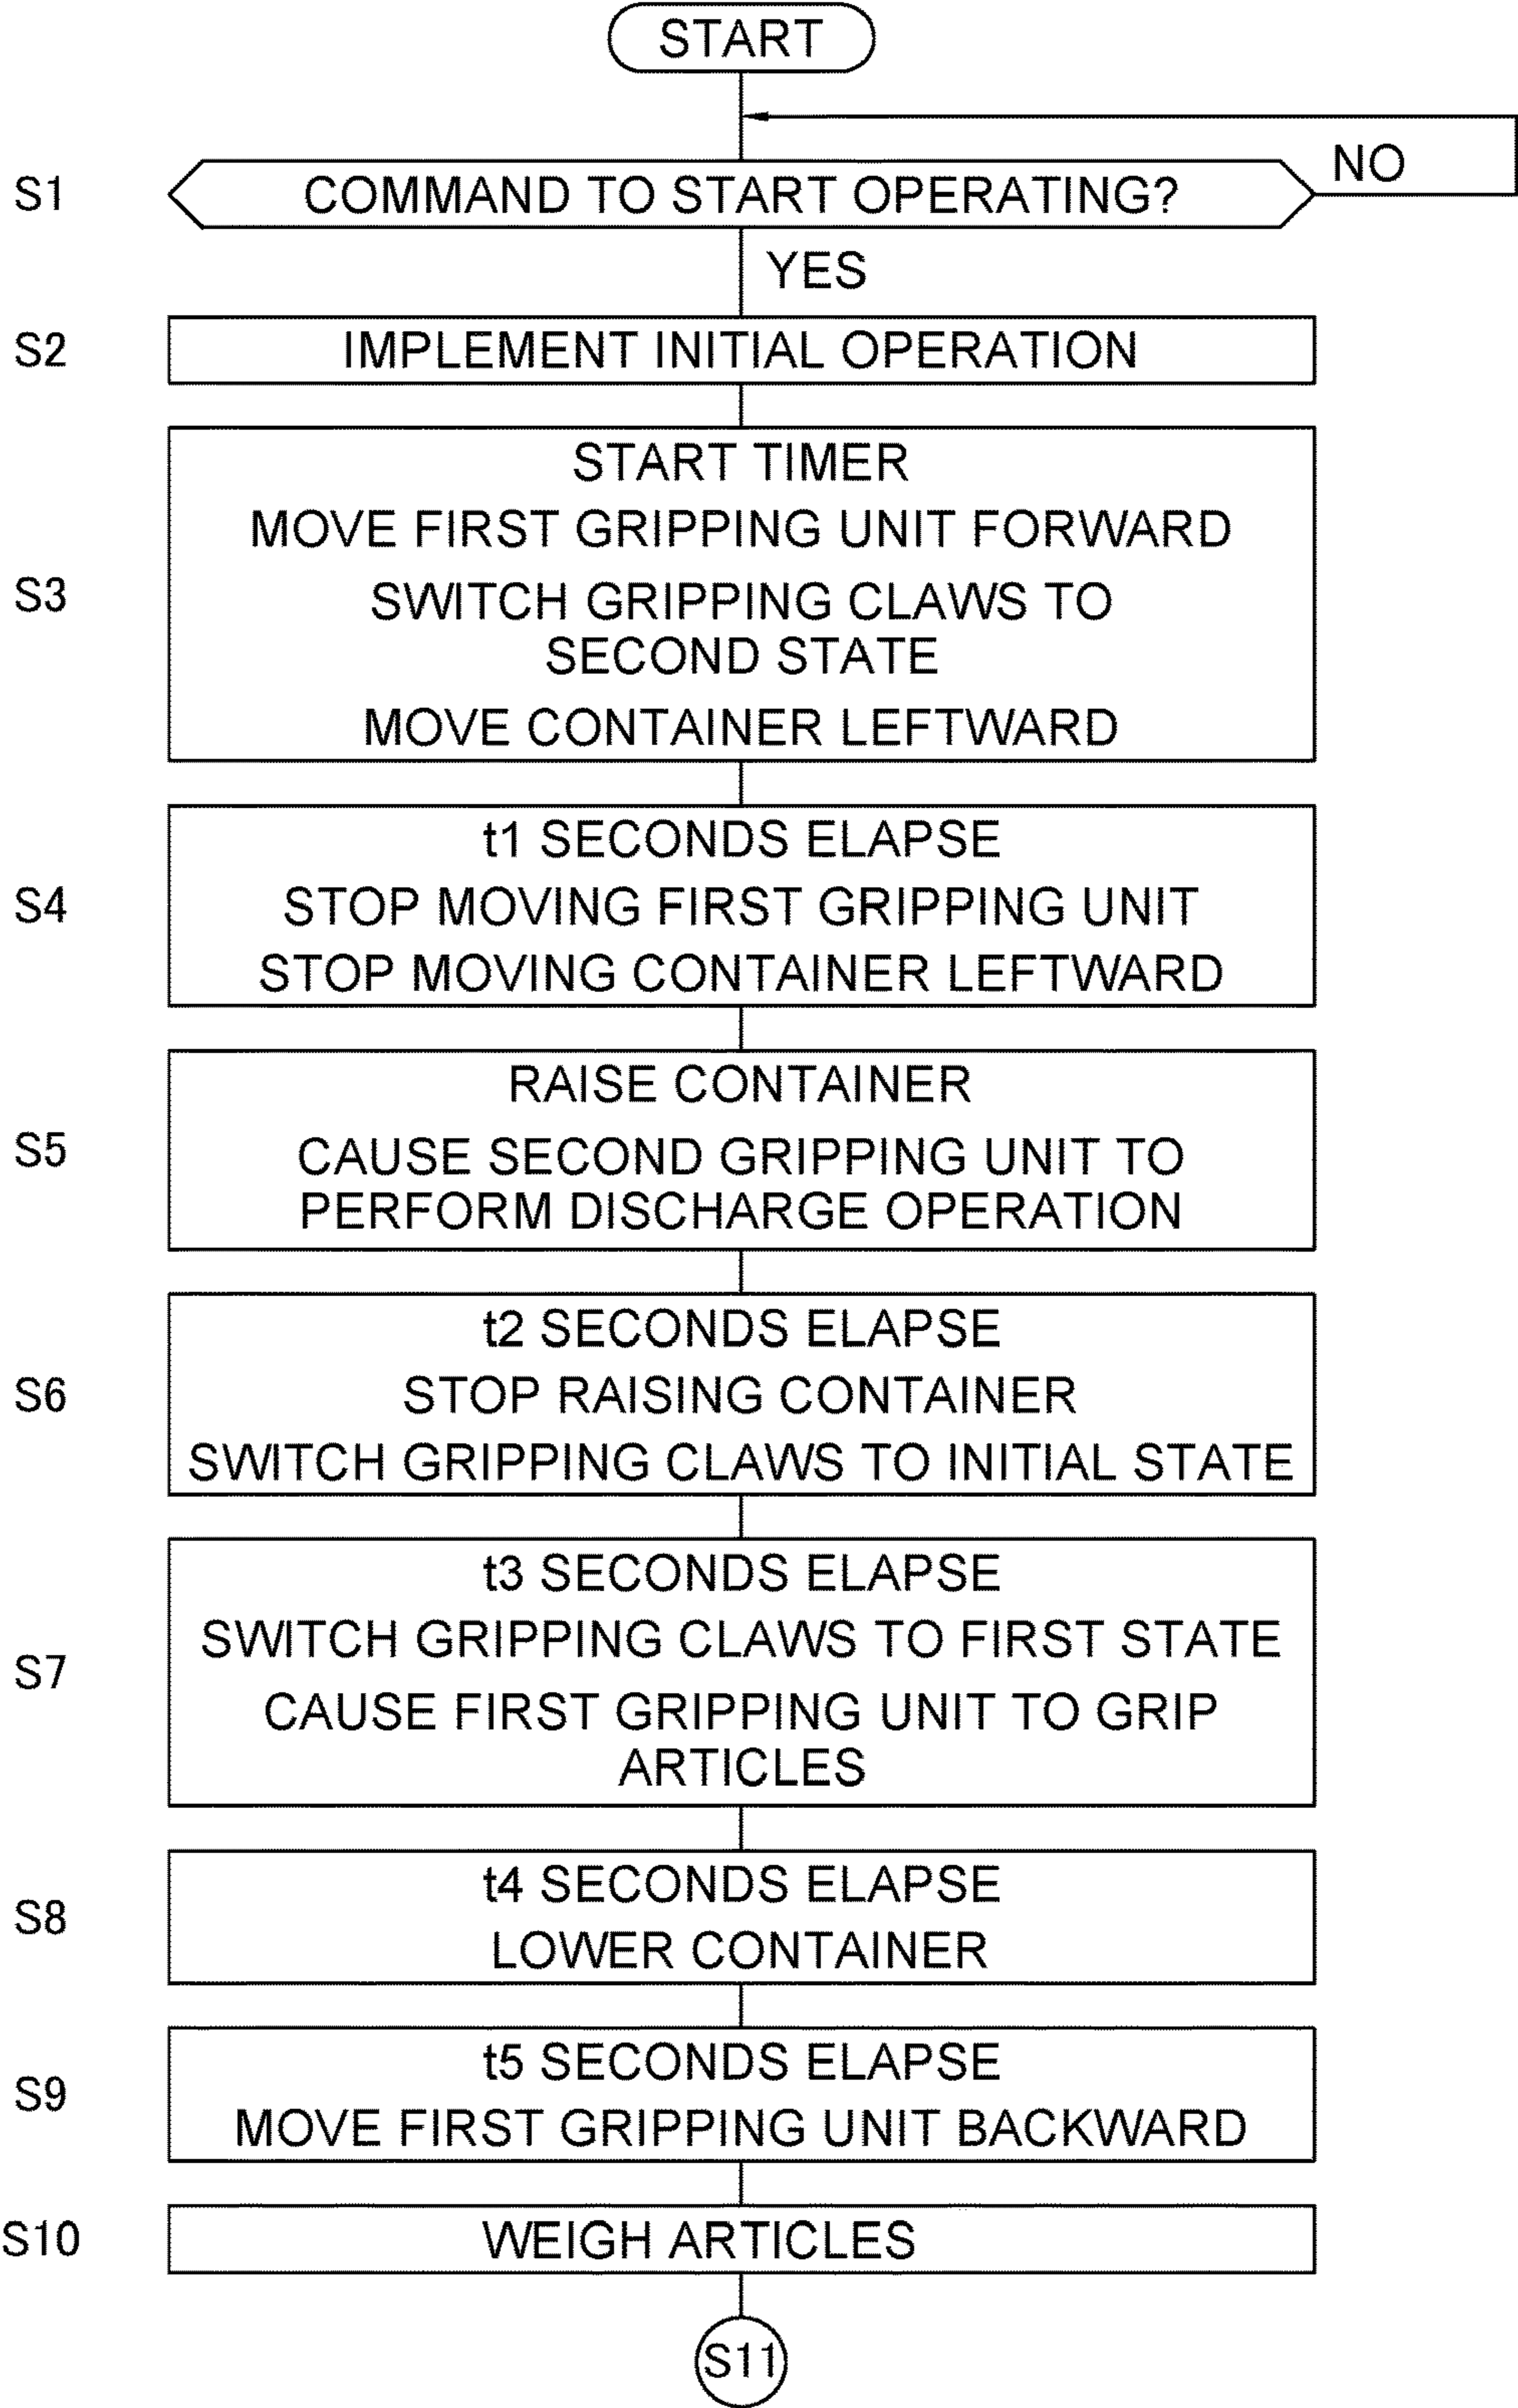 START
NO
S1
COMMAND TO START OPERATING?
YES
S2
IMPLEMENT INITIAL OPERATION
S3
START TIMER
MOVE FIRST GRIPPING UNIT FORWARD
SWITCH GRIPPING CLAWS TO
SECOND STATE
MOVE CONTAINER LEFTWARD
S4
t1 SECONDS ELAPSE
STOP MOVING FIRST GRIPPING UNIT
STOP MOVING CONTAINER LEFTWARD
S5
RAISE CONTAINER
CAUSE SECOND GRIPPING UNIT TO
PERFORM DISCHARGE OPERATION
S6
t2 SECONDS ELAPSE
STOP RAISING CONTAINER
SWITCH GRIPPING CLAWS TO INITIAL STATE
S7
t3 SECONDS ELAPSE
SWITCH GRIPPING CLAWS TO FIRST STATE
CAUSE FIRST GRIPPING UNIT TO GRIP
ARTICLES
S8
t4 SECONDS ELAPSE
LOWER CONTAINER
S9
t5 SECONDS ELAPSE
MOVE FIRST GRIPPING UNIT BACKWARD
S10
WEIGH ARTICLES
S11